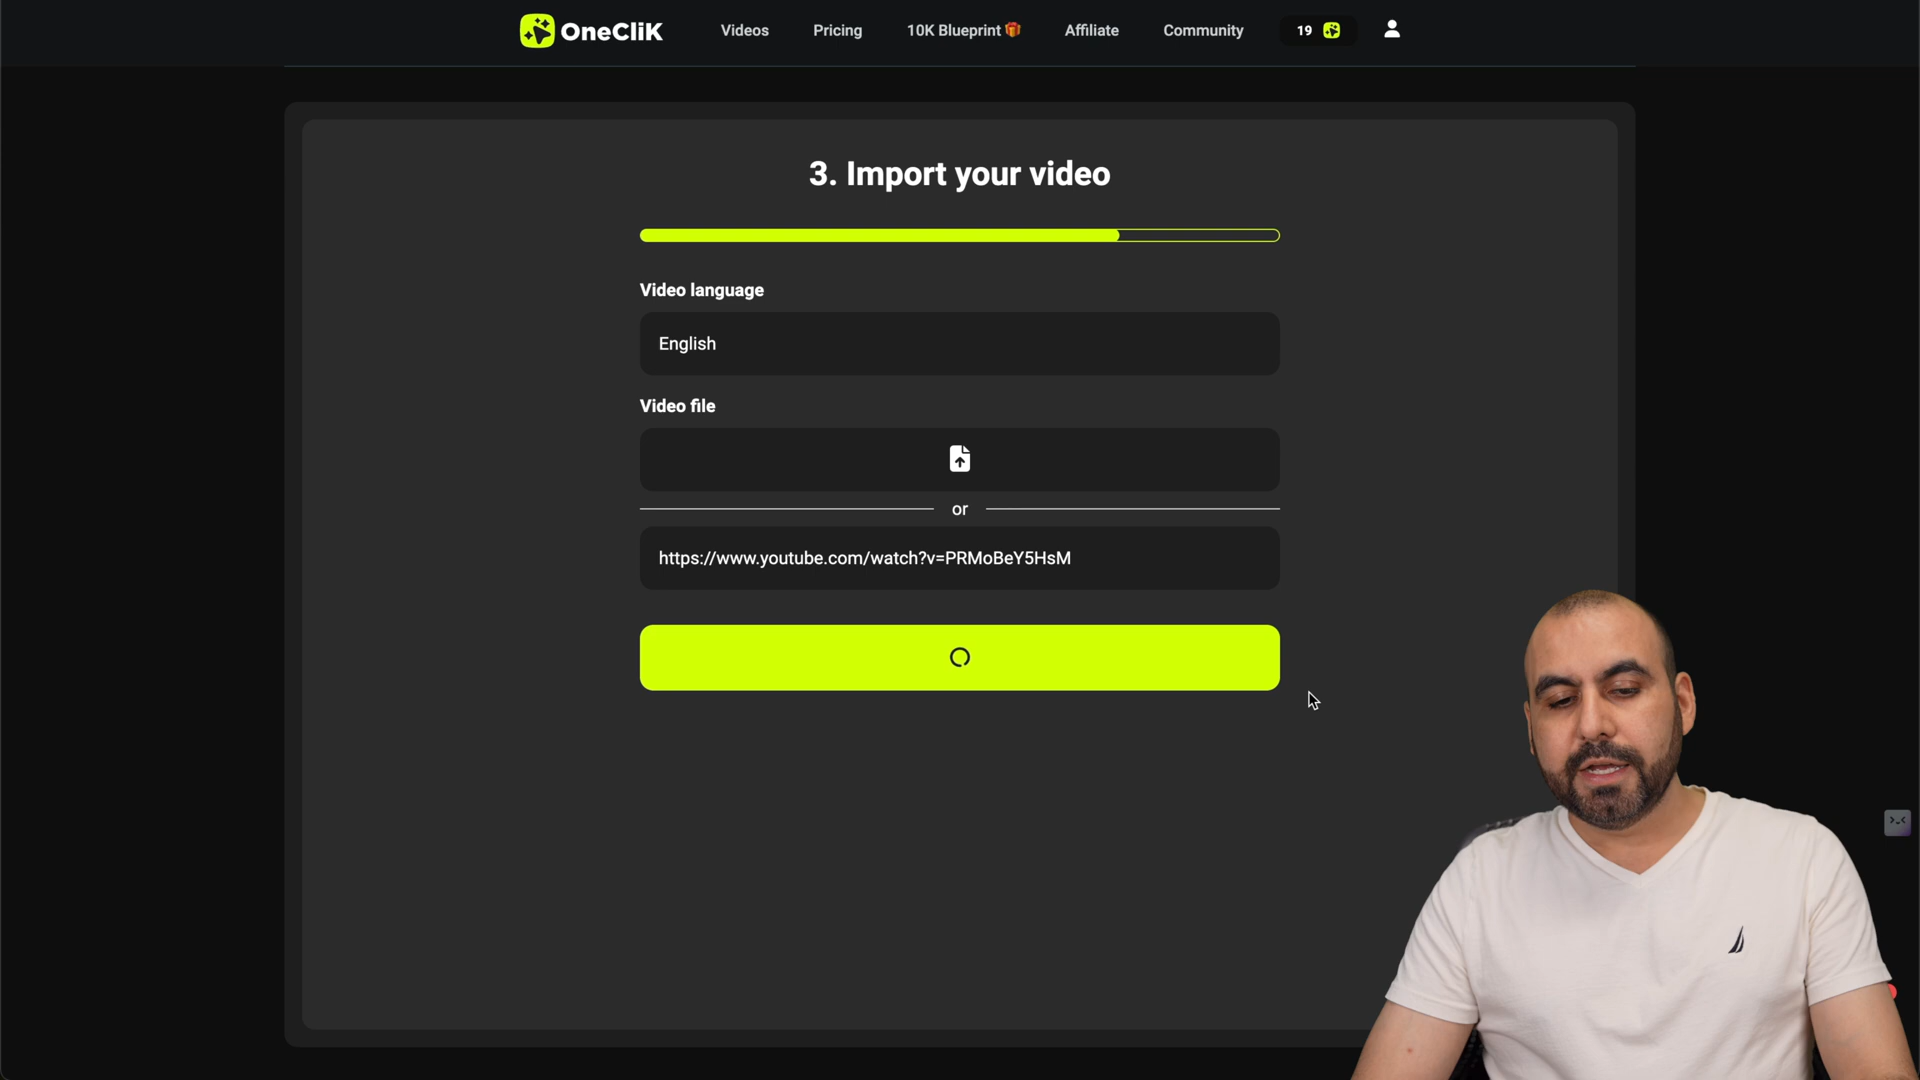 OneCliK
Videos
Pricing
10K Blueprint
Affiliate
Community
19
3. Import your video
Video language
English
Video file
or
https://www.youtube.com/watch?v=PRMoBeY5HsM